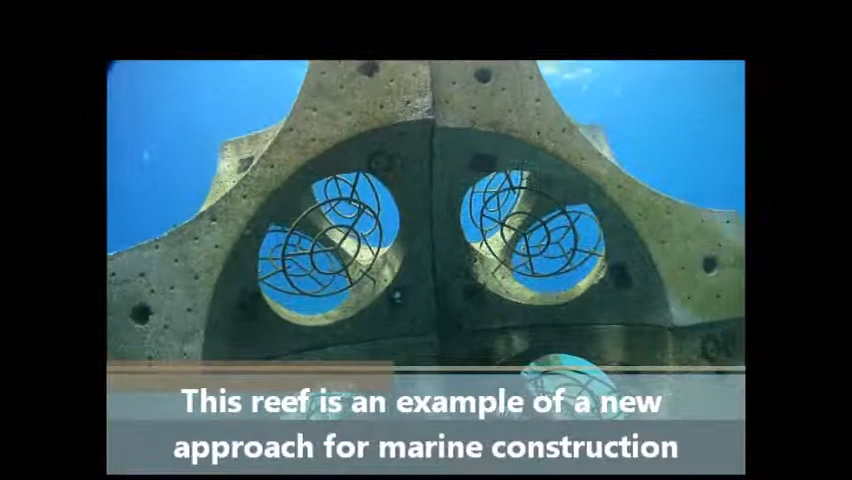 This reef is an example of a new
approach for marine construction